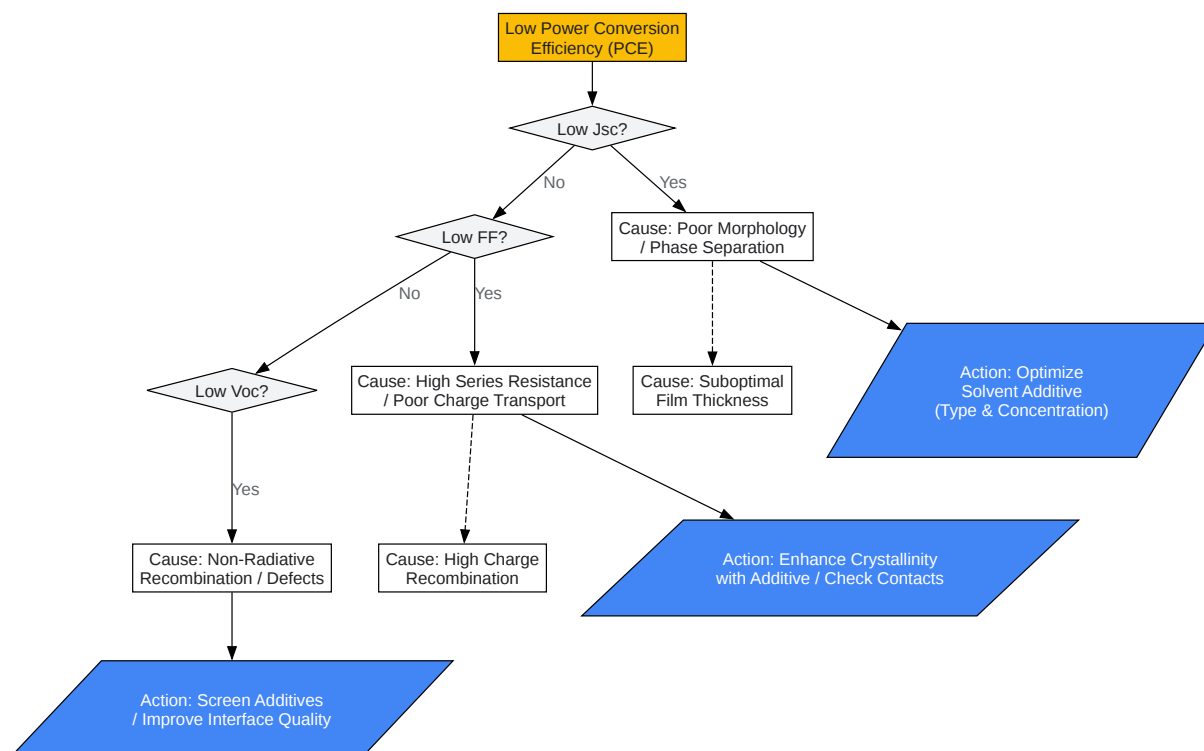 Low Power Conversion
Efficiency (PCE)
Low Jsc?
No
Yes
Low FF?
Cause: Poor Morphology
/ Phase Separation
No
Yes
Low Voc?
Cause: High Series Resistance
/ Poor Charge Transport
Cause: Suboptimal
Film Thickness
Action: Optimize
Solvent Additive
(Type & Concentration)
Yes
Cause: Non-Radiative
Recombination / Defects
Cause: High Charge
Recombination
Action: Enhance Crystallinity
with Additive / Check Contacts
Action: Screen Additives
/ Improve Interface Quality